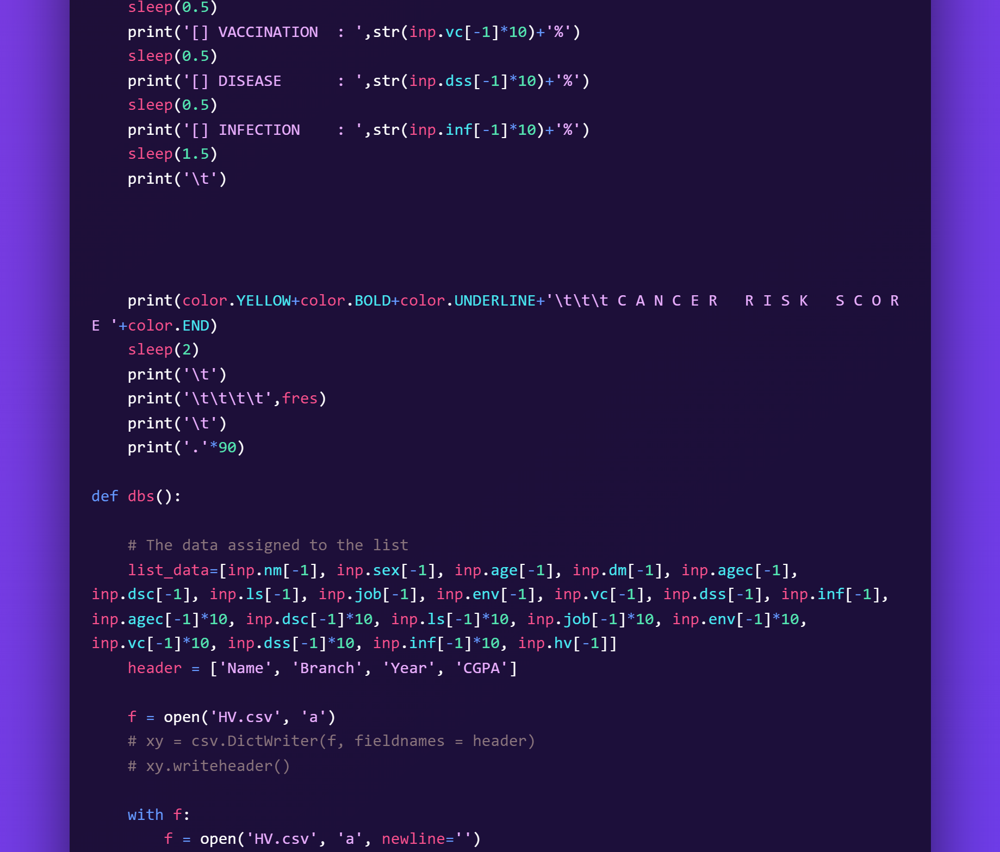 sleep(0.5)
    print('[] VACCINATION  : ',str(inp.vc[-1]*10)+'%')
    sleep(0.5)
    print('[] DISEASE      : ',str(inp.dss[-1]*10)+'%')
    sleep(0.5)
    print('[] INFECTION    : ',str(inp.inf[-1]*10)+'%')
    sleep(1.5)
    print('\t')
    print(color.YELLOW+color.BOLD+color.UNDERLINE+'\t\t\t C A N C E R   R I S K   S C O R
E '+color.END)
    sleep(2)
    print('\t')
    print('\t\t\t\t',fres)
    print('\t')
    print('.'*90)
def dbs():
    # The data assigned to the list
    list_data=[inp.nm[-1], inp.sex[-1], inp.age[-1], inp.dm[-1], inp.agec[-1],
inp.dsc[-1], inp.ls[-1], inp.job[-1], inp.env[-1], inp.vc[-1], inp.dss[-1], inp.inf[-1],
inp.agec[-1]*10, inp.dsc[-1]*10, inp.ls[-1]*10, inp.job[-1]*10, inp.env[-1]*10,
inp.vc[-1]*10, inp.dss[-1]*10, inp.inf[-1]*10, inp.hv[-1]]
    header = ['Name', 'Branch', 'Year', 'CGPA']
    f = open('HV.csv', 'a')
    # xy = csv.DictWriter(f, fieldnames = header)
    # xy.writeheader()
    with f:
        f = open('HV.csv', 'a', newline='')